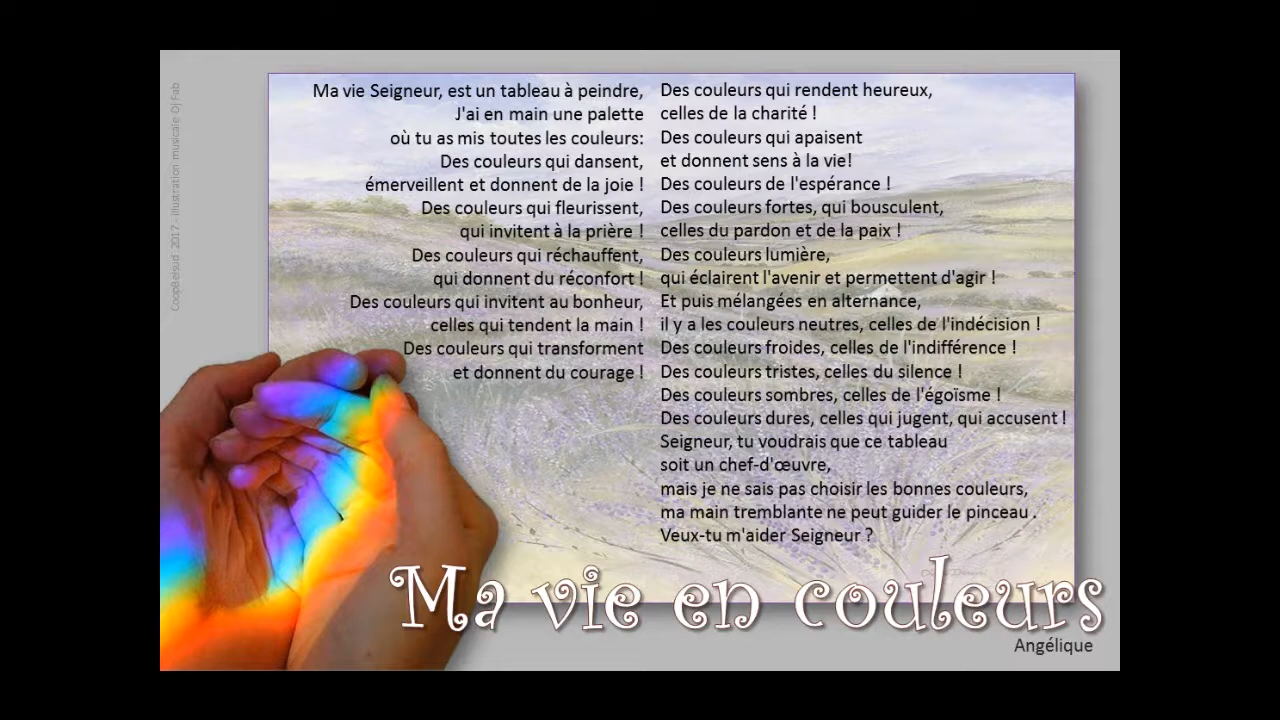 Ma vie Seigneur, est un tableau à peindre,
J'ai en main une palette
où tu as mis toutes les couleurs:
Des couleurs qui dansent,
émerveillent et donnent de la joie !
Des couleurs qui fleurissent,
qui invitent à la prière !
Des couleurs qui réchauffent,
qui donnent du réconfort !
Des couleurs qui invitent au bonheur,
celles qui tendent la main !
Des couleurs qui transforment
et donnent du courage !
Des couleurs qui rendent heureux,
celles de la charité !
Des couleurs qui apaisent
et donnent sens à la vie!
Des couleurs de l'espérance !
Des couleurs fortes, qui bousculent,
celles du pardon et de la paix !
Des couleurs lumière,
qui éclairent l'avenir et permettent d'agir !
Et puis mélangées en alternance,
il y a les couleurs neutres, celles de l'indécision !
Des couleurs froides, celles de l'indifférence !
Des couleurs tristes, celles du silence !
Des couleurs sombres, celles de l'égoïsme !
Des couleurs dures, celles qui jugent, qui accusent !
Seigneur, tu voudrais que ce tableau
soit un chef-d'œuvre,
mais je ne sais pas choisir les bonnes couleurs,
ma main tremblante ne peut guider le pinceau .
Veux-tu m'aider Seigneur ?
Ma vie en couleurs
Angélique
CoopBelsud 2017 - illustration musicale Dj Fab